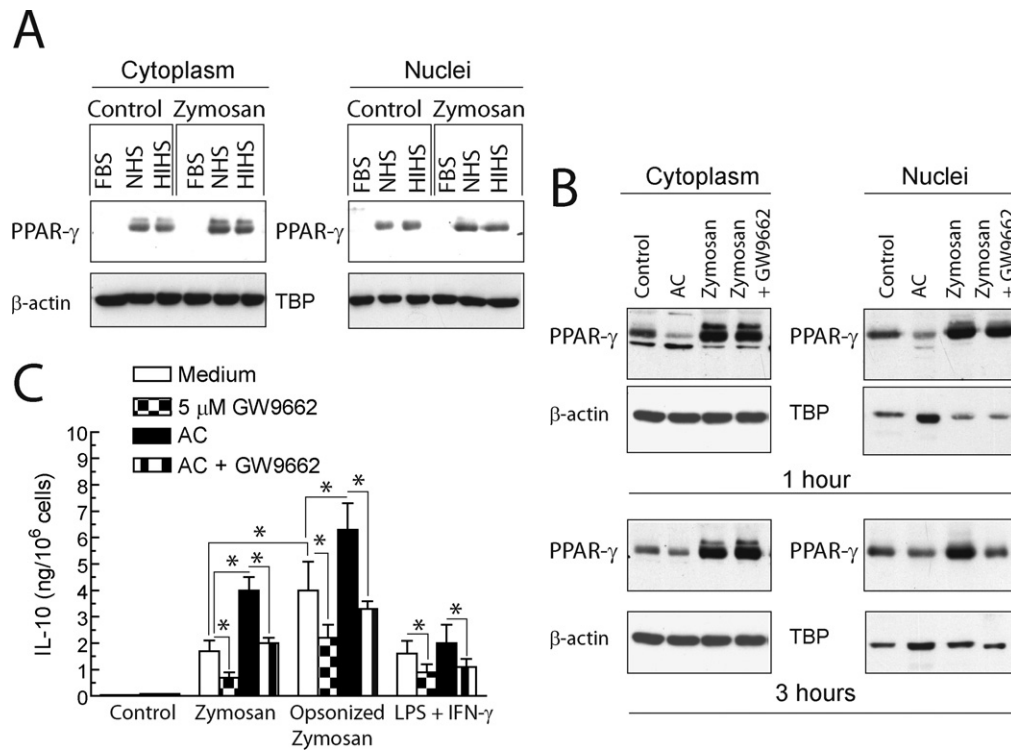 A
Cytoplasm
Nuclei
Control Zymosan
Control Zymosan
FBS NHS HIHS FBS NHS HIHS
FBS NHS HIHS FBS NHS HIHS
PPAR-γ
PPAR-γ
β-actin
TBP
B
Cytoplasm
Nuclei
Control
AC
Zymosan
Zymosan
+ GW9662
Control
AC
Zymosan
Zymosan
+ GW9662
PPAR-γ
PPAR-γ
β-actin
TBP
1 hour
PPAR-γ
PPAR-γ
β-actin
TBP
3 hours
C
Medium
5 μM GW9662
AC
AC + GW9662
IL-10 (ng/10⁶ cells)
10
9
8
7
6
5
4
3
2
1
0
* * * * * * * * *
Control Zymosan Opsonized LPS + IFN-γ
Zymosan